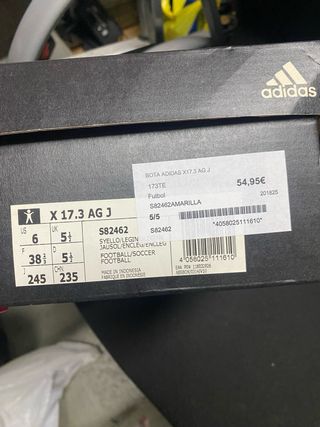 adidas
BOTA ADIDAS X17.3 AG J
173TE 54,95€
Futbol 201825
S82462AMARILLA
5/5
S82462 *4058025111610*
X 17.3 AG J
US UK
6 5½
F D
38⅔ 5½
J CHN
245 235
S82462
SYELLO/LEGIN
JAUSOL/ENCLEG/ENCLEG
FOOTBALL/SOCCER
FOOTBALL
MADE IN INDONESIA
FABRIQUE EN INDONESIE
4 058025 111610